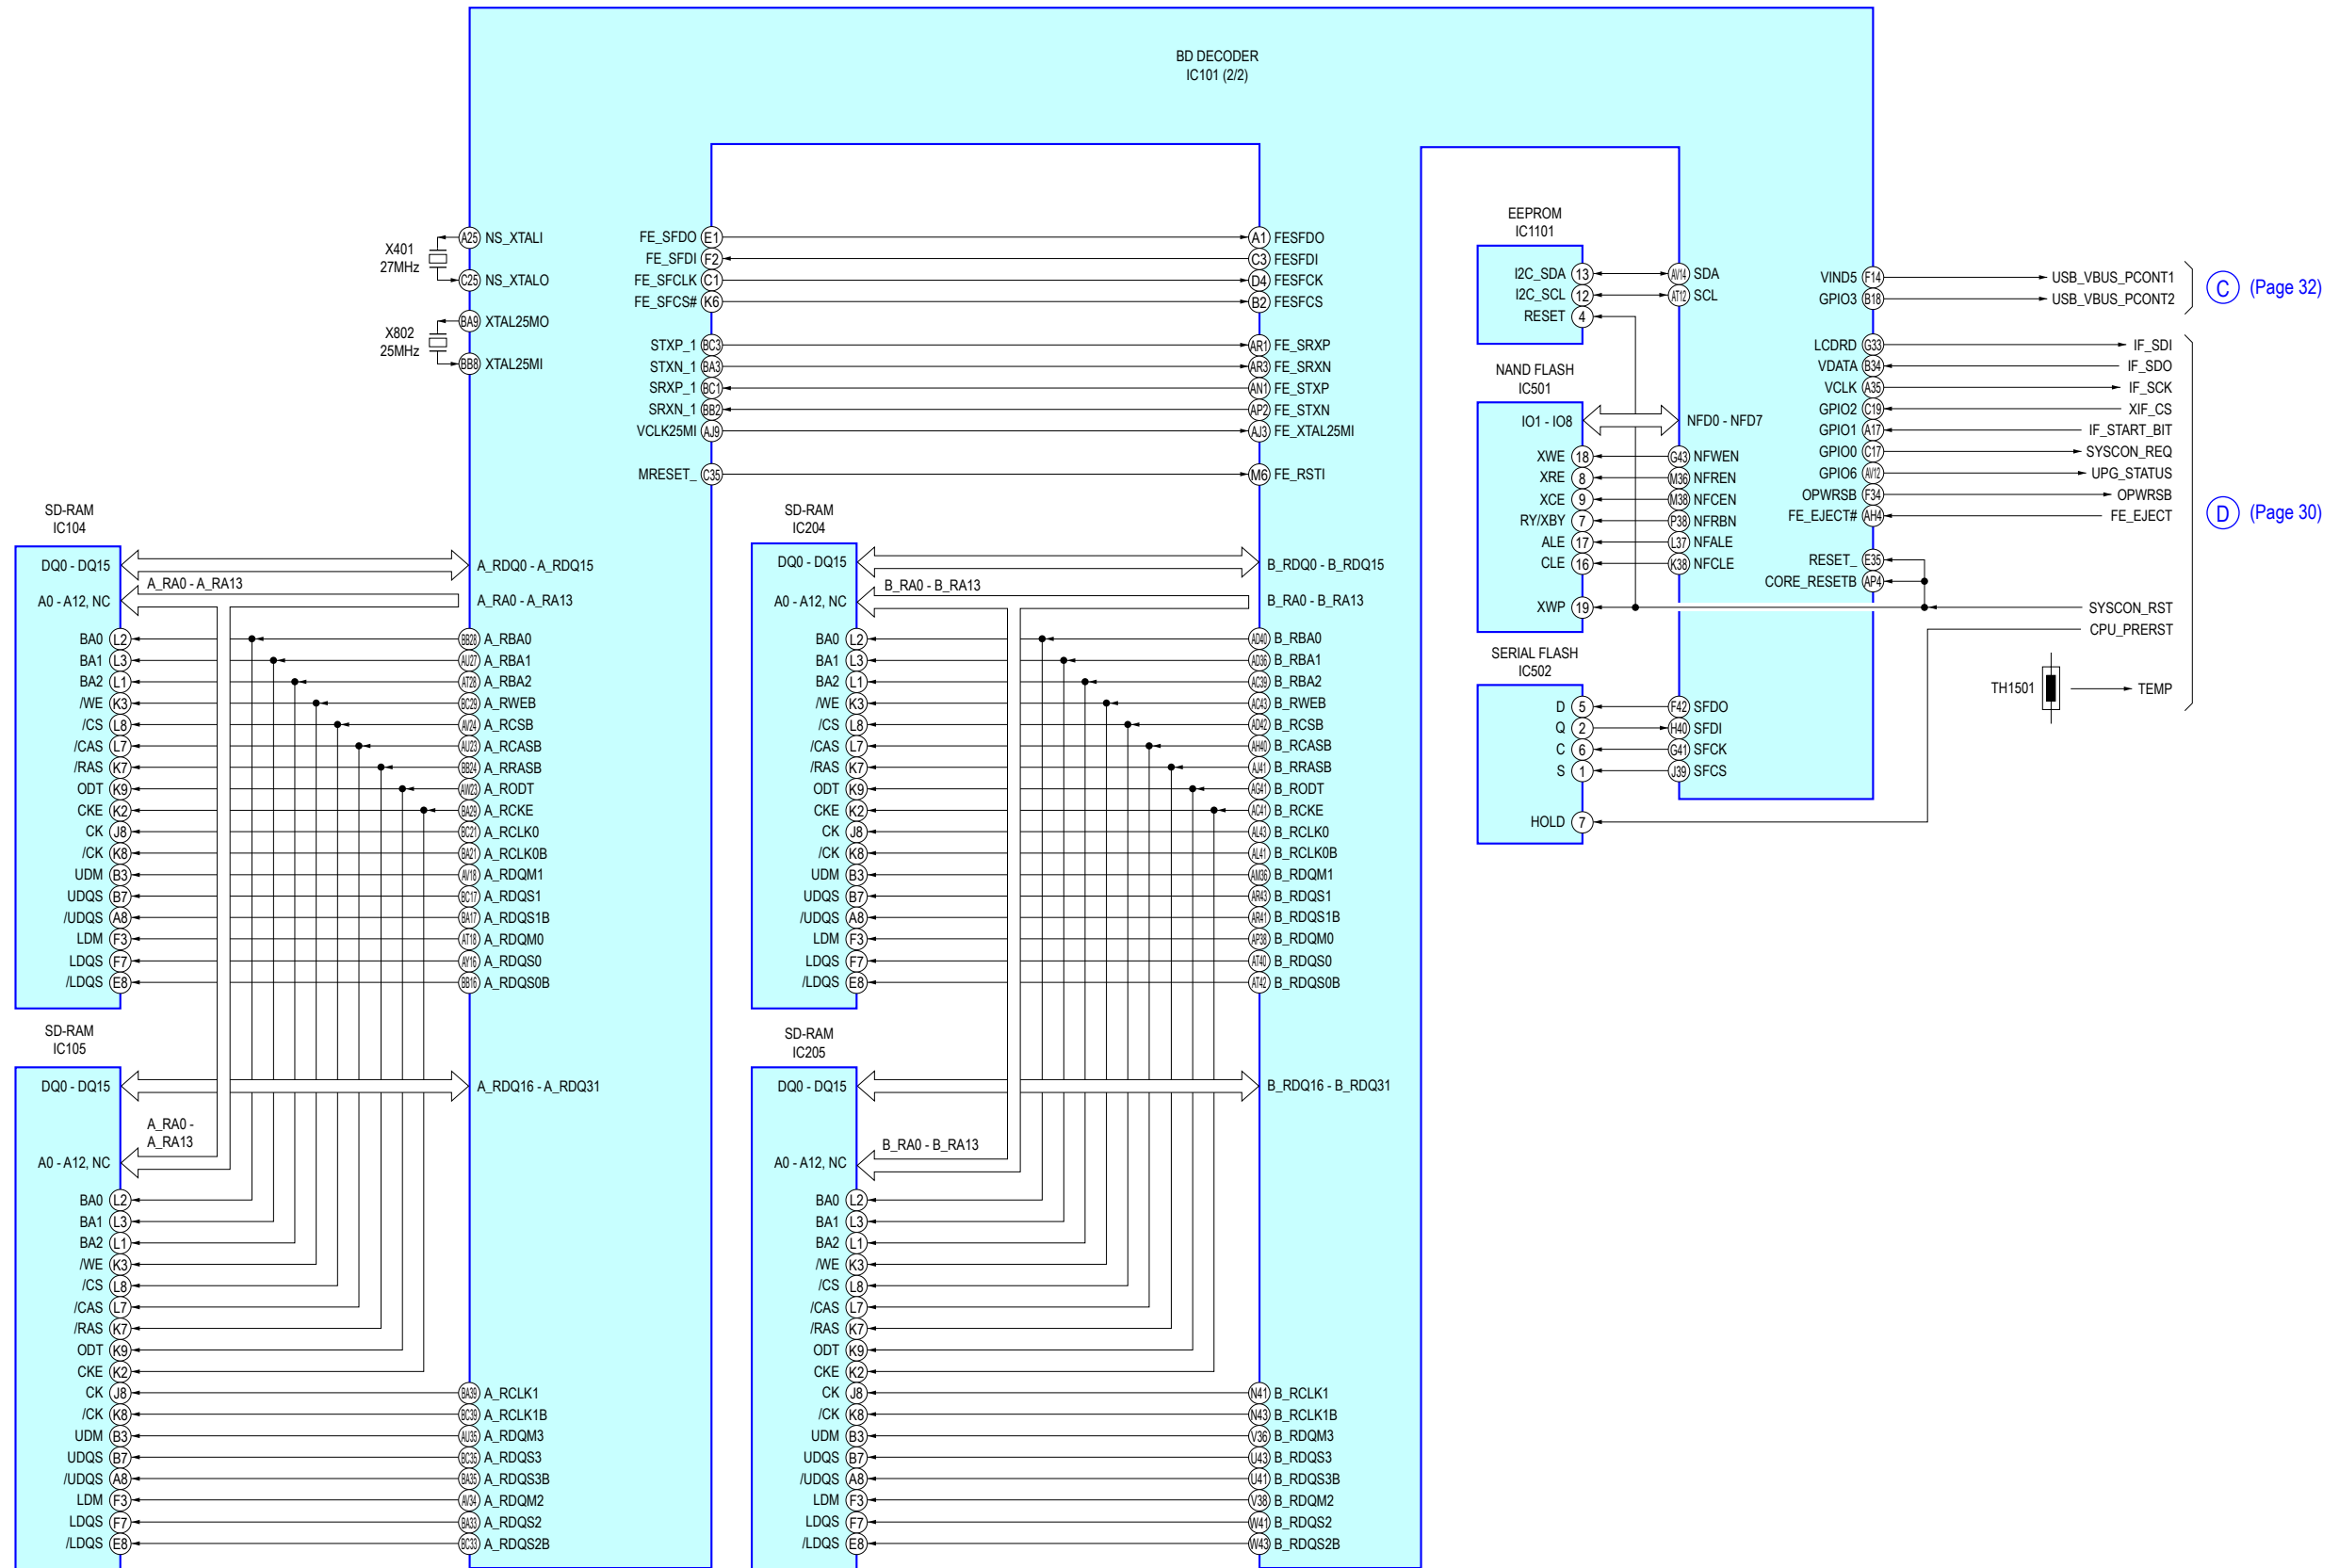 BD DECODER
IC101 (2/2)
X401
27MHz
A25 NS_XTALI
C25 NS_XTALO
X802
25MHz
BA9 XTAL25MO
BB8 XTAL25MI
FE_SFDO E1 A1 FESFDO
FE_SFDI F2 C3 FESFDI
FE_SFCLK C1 D4 FESFCK
FE_SFCS# K6 B2 FESFCS
STXP_1 BC3 AR1 FE_SRXP
STXN_1 BA3 AR3 FE_SRXN
SRXP_1 BC1 AN1 FE_STXP
SRXN_1 BB2 AP2 FE_STXN
VCLK25MI AJ9 AJ3 FE_XTAL25MI
MRESET_ C35 M6 FE_RSTI
SD-RAM
IC104
DQ0 - DQ15 A_RDQ0 - A_RDQ15
A_RA0 - A_RA13
A0 - A12, NC A_RA0 - A_RA13
BA0 L2 BB28 A_RBA0
BA1 L3 AU27 A_RBA1
BA2 L1 AT28 A_RBA2
/WE K3 BC29 A_RWEB
/CS L8 AV24 A_RCSB
/CAS L7 AU23 A_RCASB
/RAS K7 BB24 A_RRASB
ODT K9 AW23 A_RODT
CKE K2 BA29 A_RCKE
CK J8 BC21 A_RCLK0
/CK K8 BA21 A_RCLK0B
UDM B3 AV18 A_RDQM1
UDQS B7 BC17 A_RDQS1
/UDQS A8 BA17 A_RDQS1B
LDM F3 AT18 A_RDQM0
LDQS F7 AY16 A_RDQS0
/LDQS E8 BB16 A_RDQS0B
SD-RAM
IC105
DQ0 - DQ15 A_RDQ16 - A_RDQ31
A_RA0 -
A_RA13
A0 - A12, NC
BA0 L2
BA1 L3
BA2 L1
/WE K3
/CS L8
/CAS L7
/RAS K7
ODT K9
CKE K2
CK J8 BA39 A_RCLK1
/CK K8 BC39 A_RCLK1B
UDM B3 AU35 A_RDQM3
UDQS B7 BC35 A_RDQS3
/UDQS A8 BA35 A_RDQS3B
LDM F3 AV34 A_RDQM2
LDQS F7 BA33 A_RDQS2
/LDQS E8 BC33 A_RDQS2B
SD-RAM
IC204
DQ0 - DQ15 B_RDQ0 - B_RDQ15
B_RA0 - B_RA13
A0 - A12, NC B_RA0 - B_RA13
BA0 L2 AD40 B_RBA0
BA1 L3 AD36 B_RBA1
BA2 L1 AC39 B_RBA2
/WE K3 AC43 B_RWEB
/CS L8 AD42 B_RCSB
/CAS L7 AH40 B_RCASB
/RAS K7 AJ41 B_RRASB
ODT K9 AG41 B_RODT
CKE K2 AC41 B_RCKE
CK J8 AL43 B_RCLK0
/CK K8 AL41 B_RCLK0B
UDM B3 AM36 B_RDQM1
UDQS B7 AR43 B_RDQS1
/UDQS A8 AR41 B_RDQS1B
LDM F3 AP38 B_RDQM0
LDQS F7 AT40 B_RDQS0
/LDQS E8 AT42 B_RDQS0B
SD-RAM
IC205
DQ0 - DQ15 B_RDQ16 - B_RDQ31
B_RA0 - B_RA13
A0 - A12, NC
BA0 L2
BA1 L3
BA2 L1
/WE K3
/CS L8
/CAS L7
/RAS K7
ODT K9
CKE K2
CK J8 N41 B_RCLK1
/CK K8 N43 B_RCLK1B
UDM B3 V36 B_RDQM3
UDQS B7 U43 B_RDQS3
/UDQS A8 U41 B_RDQS3B
LDM F3 V38 B_RDQM2
LDQS F7 W41 B_RDQS2
/LDQS E8 W43 B_RDQS2B
EEPROM
IC1101
I2C_SDA 13 AV14 SDA
I2C_SCL 12 AT12 SCL
RESET 4
NAND FLASH
IC501
IO1 - IO8 NFD0 - NFD7
XWE 18 G43 NFWEN
XRE 8 M36 NFREN
XCE 9 M38 NFCEN
RY/XBY 7 P38 NFRBN
ALE 17 L37 NFALE
CLE 16 K38 NFCLE
XWP 19
SERIAL FLASH
IC502
D 5 F42 SFDO
Q 2 H40 SFDI
C 6 G41 SFCK
S 1 J39 SFCS
HOLD 7
VIND5 F14 USB_VBUS_PCONT1
GPIO3 B18 USB_VBUS_PCONT2
C (Page 32)
LCDRD G33 IF_SDI
VDATA B34 IF_SDO
VCLK A35 IF_SCK
GPIO2 C19 XIF_CS
GPIO1 A17 IF_START_BIT
GPIO0 C17 SYSCON_REQ
GPIO6 AV12 UPG_STATUS
OPWRSB F34 OPWRSB
FE_EJECT# AH4 FE_EJECT
D (Page 30)
RESET_ E35
CORE_RESETB AP4
SYSCON_RST
CPU_PRERST
TH1501 TEMP